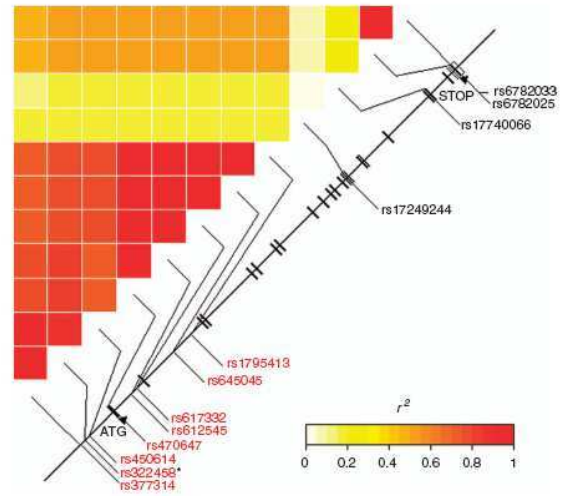 STOP
rs6782033
rs6782025
rs17740066
rs17249244
rs1795413
rs645045
rs617332
rs612545
rs470647
ATG
rs450614
rs322458*
rs377314
r²
0 0.2 0.4 0.6 0.8 1